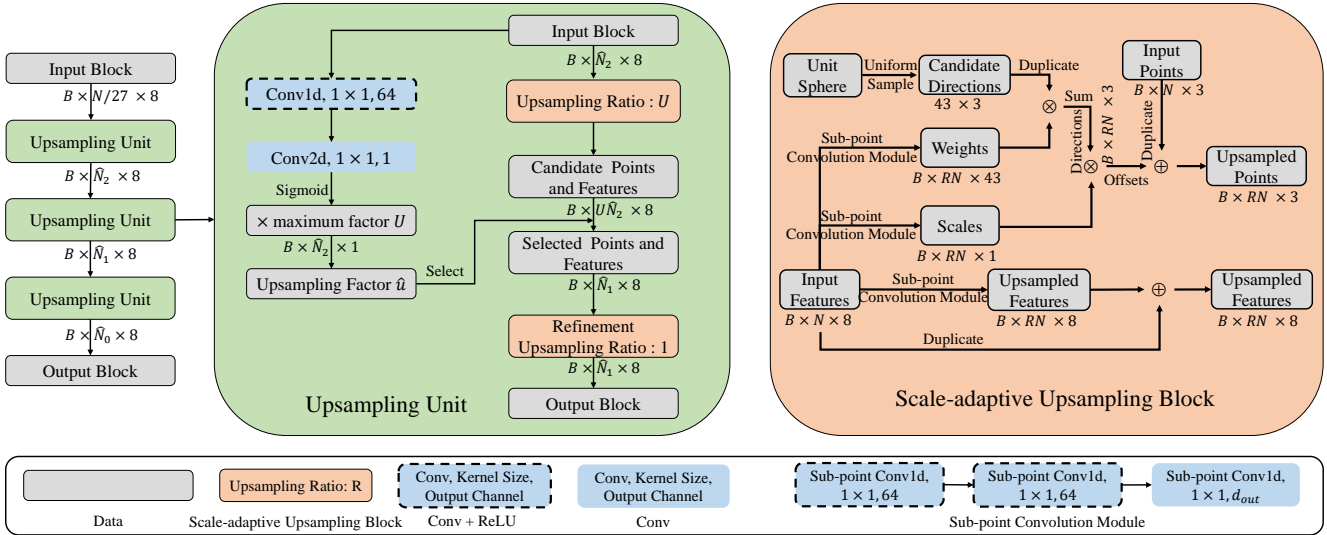 Input Block
B × N/27 × 8
Upsampling Unit
B × N̂₂ × 8
Upsampling Unit
B × N̂₁ × 8
Upsampling Unit
B × N̂₀ × 8
Output Block
Input Block
B × N̂₂ × 8
Conv1d, 1 × 1, 64
Conv2d, 1 × 1, 1
Sigmoid
× maximum factor U
B × N̂₂ × 1
Upsampling Factor û
Select
Upsampling Ratio : U
Candidate Points
and Features
B × UN̂₂ × 8
Selected Points and
Features
B × N̂₁ × 8
Refinement
Upsampling Ratio : 1
B × N̂₁ × 8
Output Block
Upsampling Unit
Unit
Sphere
Uniform
Sample
Candidate
Directions
43 × 3
Duplicate
⊗
Sum
Directions
B × RN × 3
Input
Points
B × N × 3
Duplicate
Sub-point
Convolution Module
Weights
B × RN × 43
⊗
Offsets
⊕
Upsampled
Points
B × RN × 3
Sub-point
Convolution Module
Scales
B × RN × 1
Input
Features
B × N × 8
Sub-point
Convolution Module
Upsampled
Features
B × RN × 8
⊕
Upsampled
Features
B × RN × 8
Duplicate
Scale-adaptive Upsampling Block
Data
Upsampling Ratio: R
Scale-adaptive Upsampling Block
Conv, Kernel Size,
Output Channel
Conv + ReLU
Conv, Kernel Size,
Output Channel
Conv
Sub-point Conv1d,
1 × 1, 64
Sub-point Conv1d,
1 × 1, 64
Sub-point Conv1d,
1 × 1, d_out
Sub-point Convolution Module